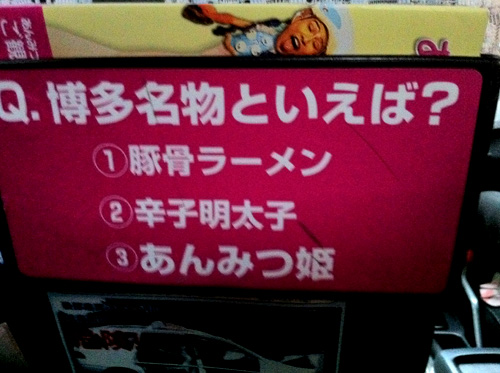 Q.博多名物といえば?
①豚骨ラーメン
②辛子明太子
③あんみつ姫